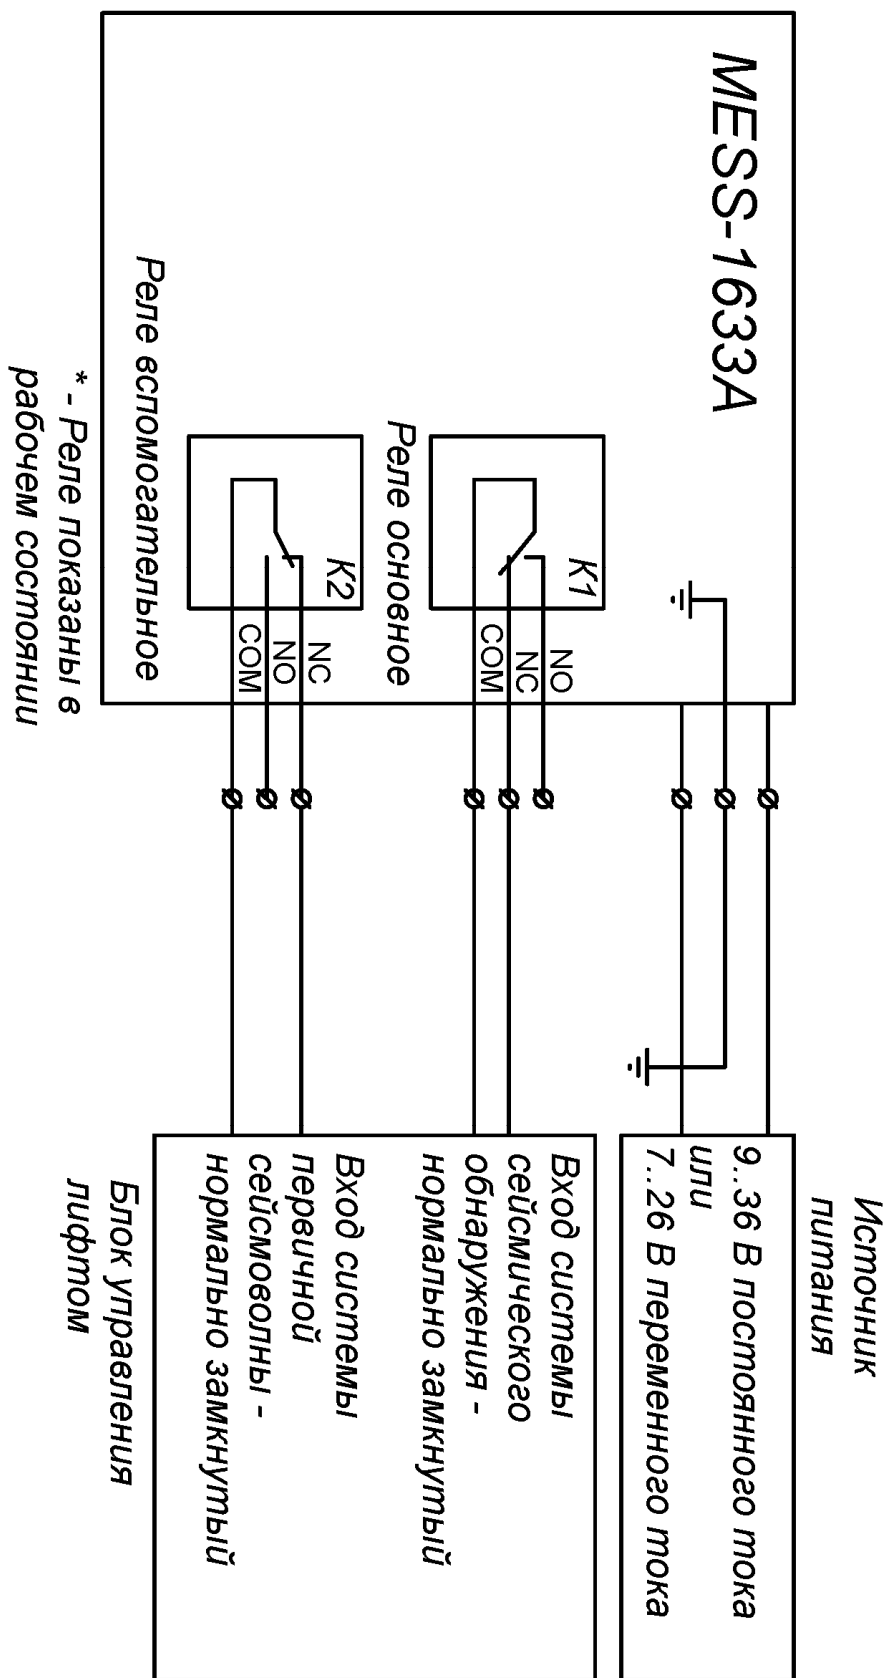 MESS-1633A
Источник
питания
9..36 В постоянного тока
или
7..26 В переменного тока
K1
NO
NC
COM
Реле основное
Вход системы
сейсмического
обнаружения -
нормально замкнутый
K2
NC
NO
COM
Реле вспомогательное
Вход системы
первичной
сейсмоволны -
нормально замкнутый
Блок управления
лифтом
* - Реле показаны в
рабочем состоянии